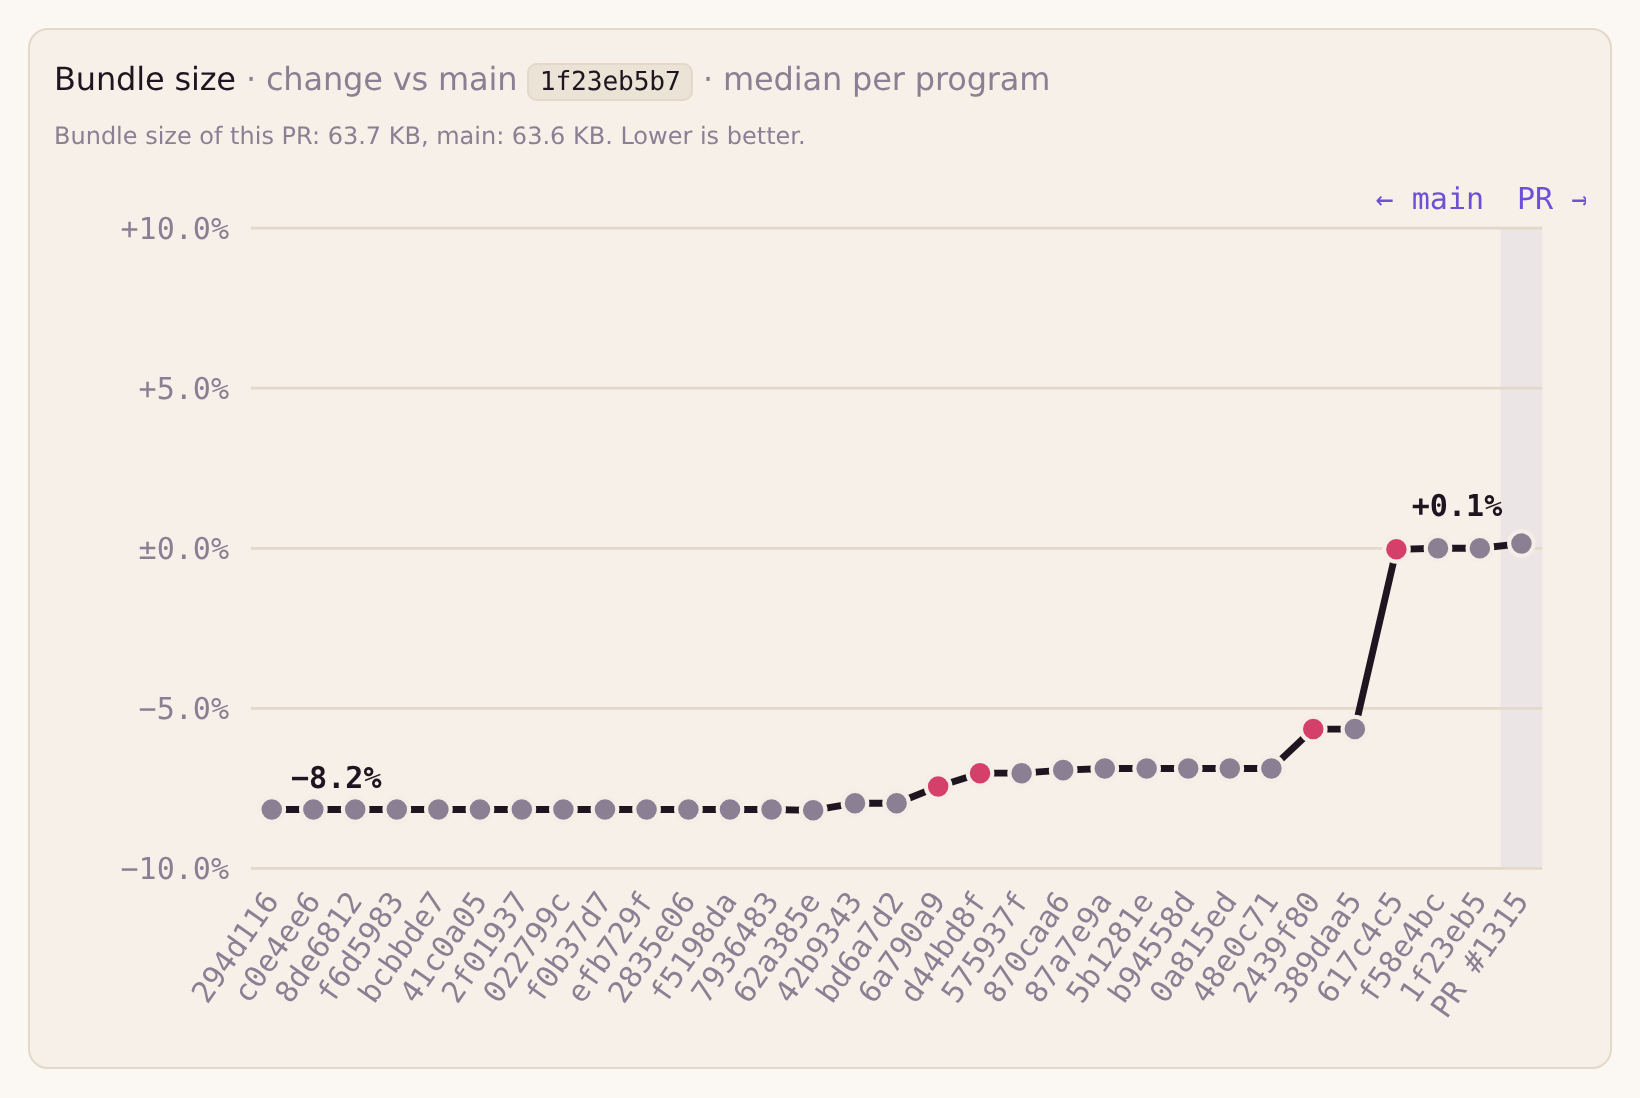 Bundle size · change vs main 1f23eb5b7 · median per program
Bundle size of this PR: 63.7 KB, main: 63.6 KB. Lower is better.
← main PR →
+10.0%
+5.0%
+0.1%
±0.0%
−5.0%
−8.2%
−10.0%
294d116
c0e4ee6
8de6812
f6d5983
bcbbde7
41c0a05
2f01937
022799c
f0b37d7
efb729f
2835e06
f5198da
7936483
62a385e
42b9343
bd6a7d2
6a790a9
d44bd8f
575937f
870caa6
87a7e9a
5b1281e
b94558d
0a815ed
48e0c71
2439f80
389daa5
617c4c5
f58e4bc
1f23eb5
PR #1315